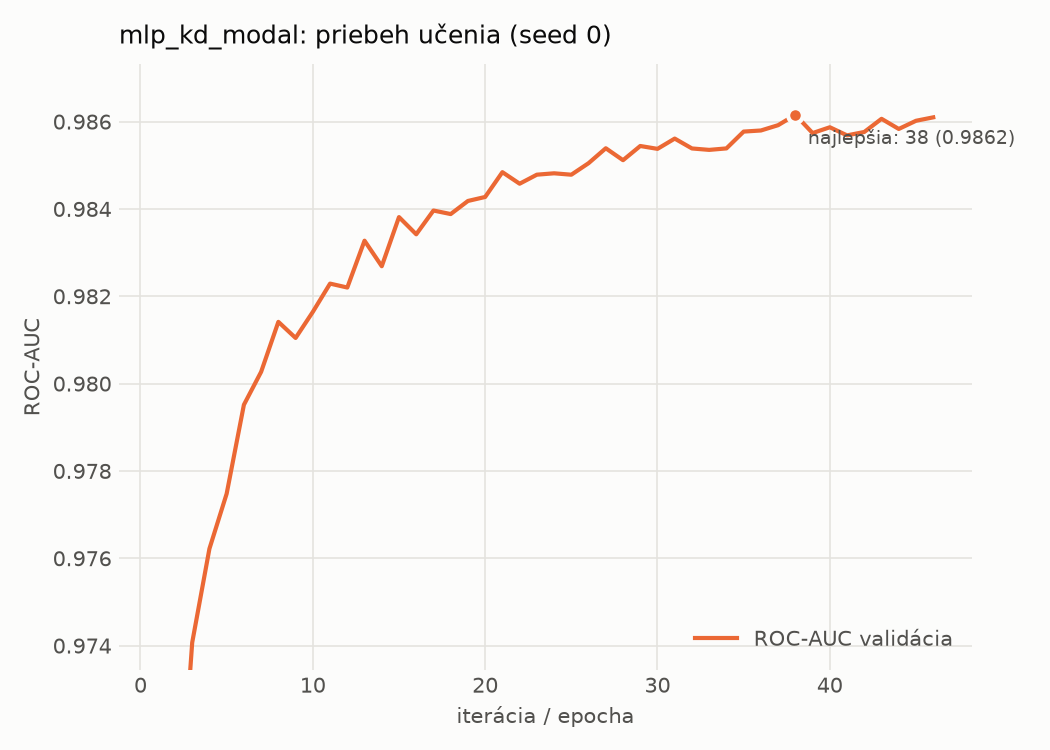 mlp_kd_modal: priebeh učenia (seed 0)
ROC-AUC
0.986
0.984
0.982
0.980
0.978
0.976
0.974
najlepšia: 38 (0.9862)
ROC-AUC validácia
0 10 20 30 40
iterácia / epocha